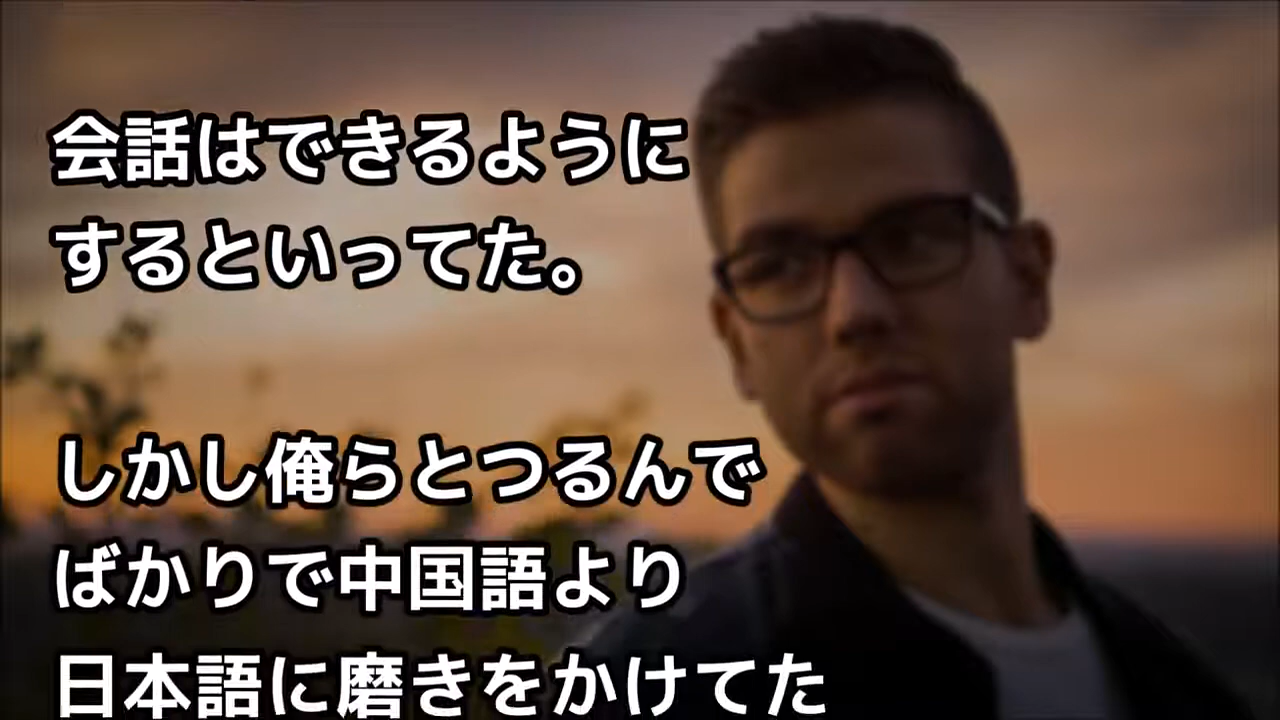 会話はできるように
するといってた。
しかし俺らとつるんで
ばかりで中国語より
日本語に磨きをかけてた